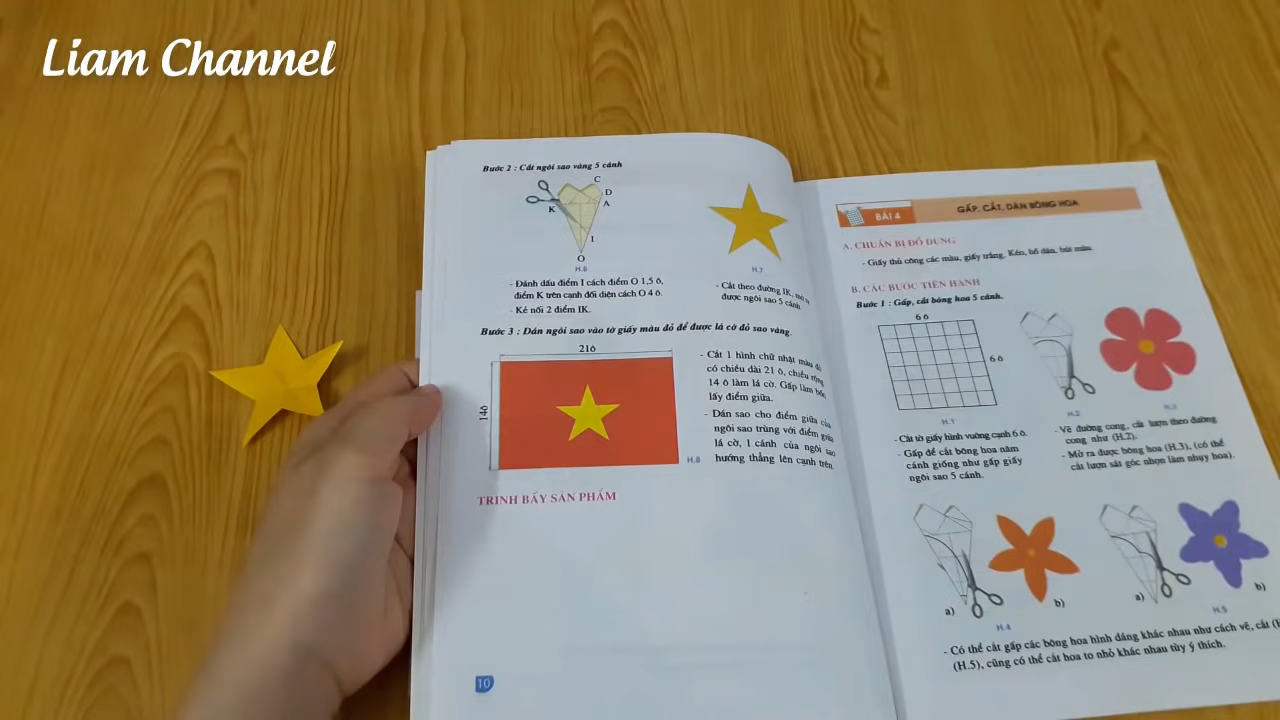 Liam Channel
Bước 2 : Cắt ngôi sao vàng 5 cánh
C
D
A
K
I
O
H.6
H.7
- Đánh dấu điểm I cách điểm O 1,5 ô,
điểm K trên cạnh đối diện cách O 4 ô.
- Kẻ nối 2 điểm IK.
- Cắt theo đường IK, mở ra
được ngôi sao 5 cánh.
Bước 3 : Dán ngôi sao vào tờ giấy màu đỏ để được lá cờ đỏ sao vàng.
21ô
14ô
H.8
- Cắt 1 hình chữ nhật màu đỏ
có chiều dài 21 ô, chiều rộng
14 ô làm lá cờ. Gấp làm bốn
lấy điểm giữa.
- Dán sao cho điểm giữa của
ngôi sao trùng với điểm giữa
lá cờ, 1 cánh của ngôi sao
hướng thẳng lên cạnh trên.
TRÌNH BẦY SẢN PHẨM
10
BÀI 4
GẤP, CẮT, DÁN BÔNG HOA
A. CHUẨN BỊ ĐỒ DÙNG
- Giấy thủ công các màu, giấy trắng. Kéo, hồ dán, bút màu.
B. CÁC BƯỚC TIẾN HÀNH
Bước 1 : Gấp, cắt bông hoa 5 cánh.
6 ô
6 ô
H.1
H.2
H.3
- Cắt tờ giấy hình vuông cạnh 6 ô.
- Gấp để cắt bông hoa năm
cánh giống như gấp giấy
ngôi sao 5 cánh.
- Vẽ đường cong, cắt lượn theo đường
cong như (H.2).
- Mở ra được bông hoa (H.3), (có thể
cắt lượn sát góc nhọn làm nhụy hoa).
a)
b)
H.4
a)
b)
H.5
- Có thể cắt gấp các bông hoa hình dáng khác nhau như cách vẽ, cắt
(H.5), cũng có thể cắt hoa to nhỏ khác nhau tùy ý thích.